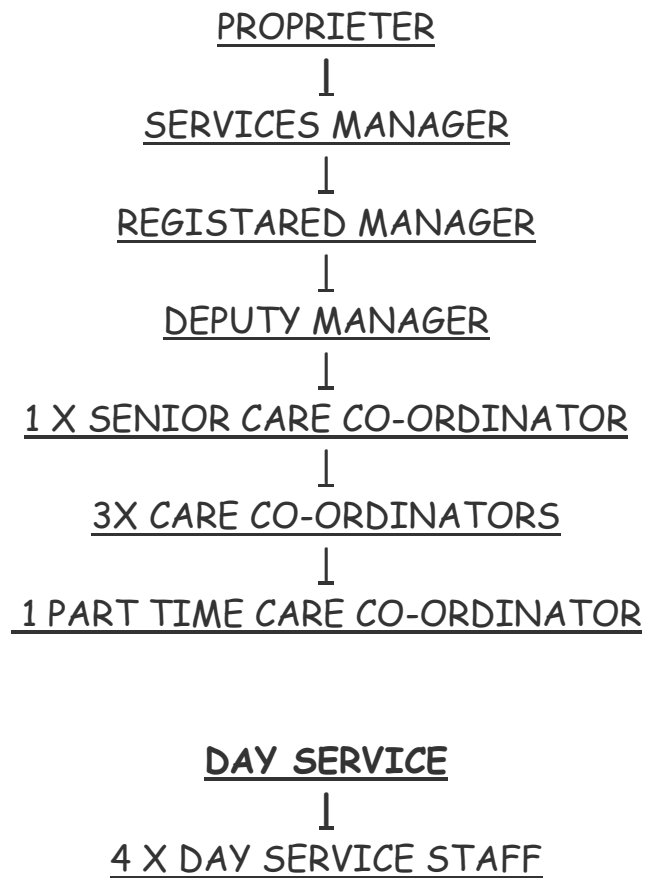 PROPRIETER
SERVICES MANAGER
REGISTARED MANAGER
DEPUTY MANAGER
1 X SENIOR CARE CO-ORDINATOR
3X CARE CO-ORDINATORS
1 PART TIME CARE CO-ORDINATOR
DAY SERVICE
4 X DAY SERVICE STAFF